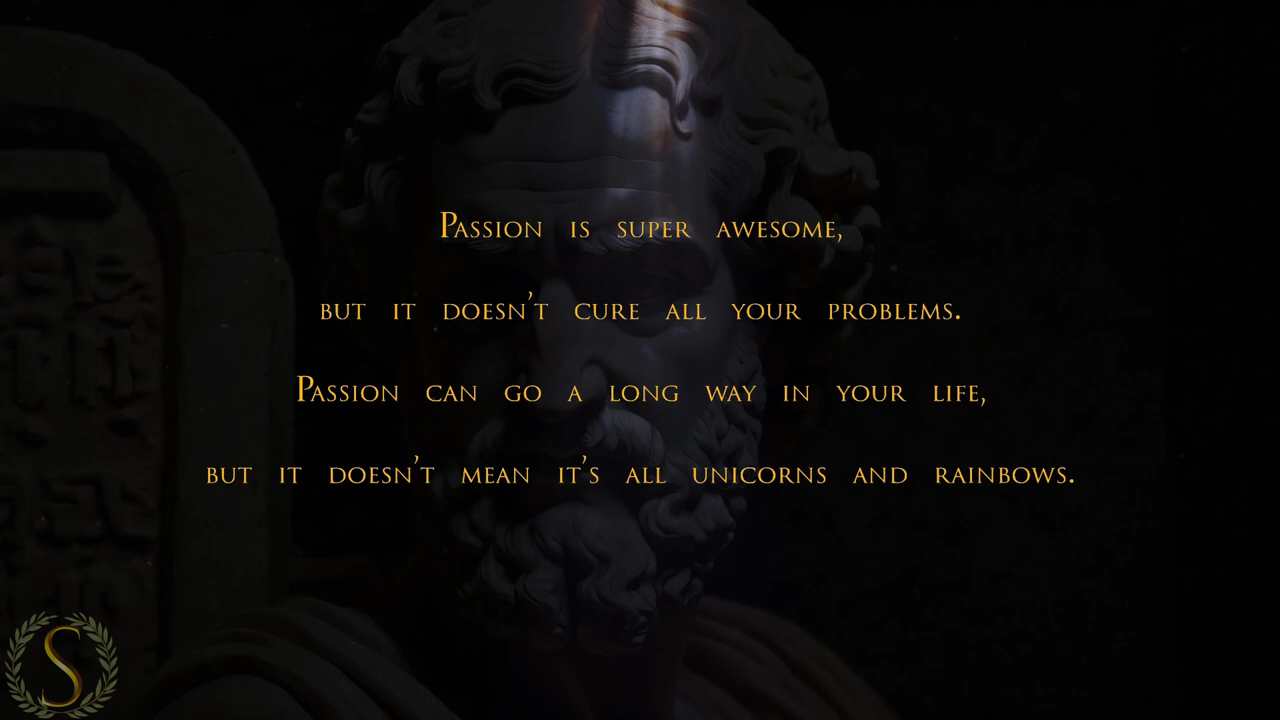 Passion is super awesome,
but it doesn't cure all your problems.
Passion can go a long way in your life,
but it doesn't mean it's all unicorns and rainbows.
S